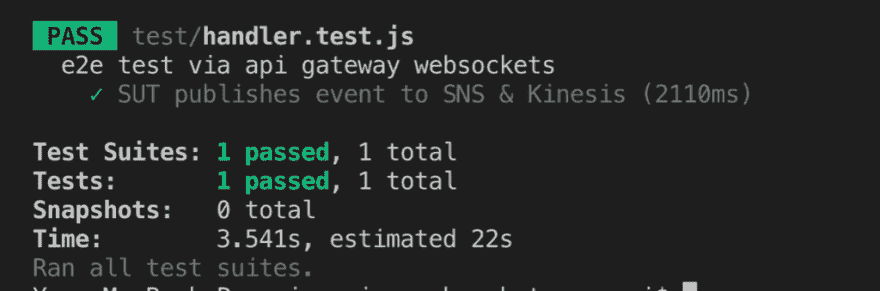 PASS test/handler.test.js
e2e test via api gateway websockets
✓ SUT publishes event to SNS & Kinesis (2110ms)
Test Suites: 1 passed, 1 total
Tests: 1 passed, 1 total
Snapshots: 0 total
Time: 3.541s, estimated 22s
Ran all test suites.